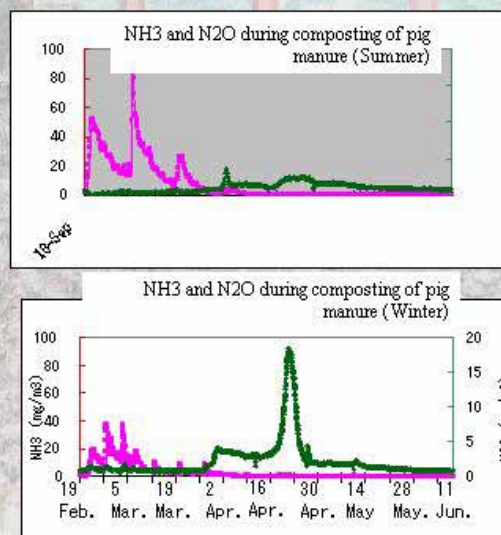 NH3 and N2O during composting of pig
manure (Summer)
100
80
60
40
20
0
NH3 and N2O during composting of pig
manure (Winter)
100
80
60
40
20
0
NH3 (mg/m3)
20
15
10
5
0
19 5 19 2 16 30 14 28 11
Feb. Mar. Mar. Apr. Apr. Apr. May May. Jun.